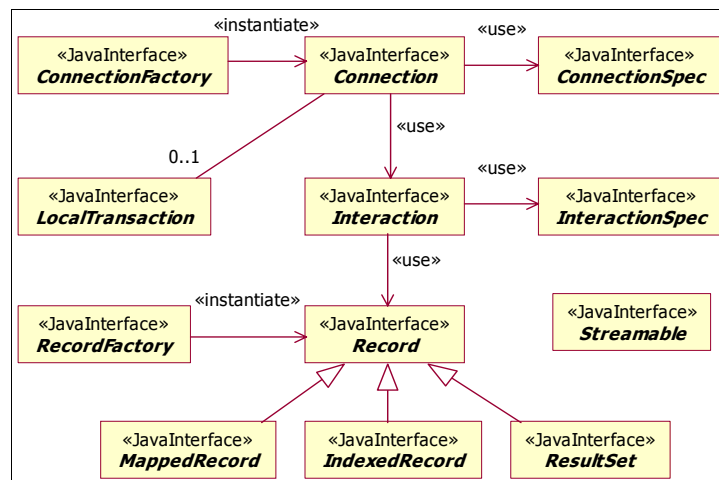 «instantiate»
«use»
«JavaInterface»
ConnectionFactory
«JavaInterface»
Connection
«JavaInterface»
ConnectionSpec
«use»
0..1
«use»
«JavaInterface»
LocalTransaction
«JavaInterface»
Interaction
«JavaInterface»
InteractionSpec
«use»
«instantiate»
«JavaInterface»
RecordFactory
«JavaInterface»
Record
«JavaInterface»
Streamable
«JavaInterface»
MappedRecord
«JavaInterface»
IndexedRecord
«JavaInterface»
ResultSet